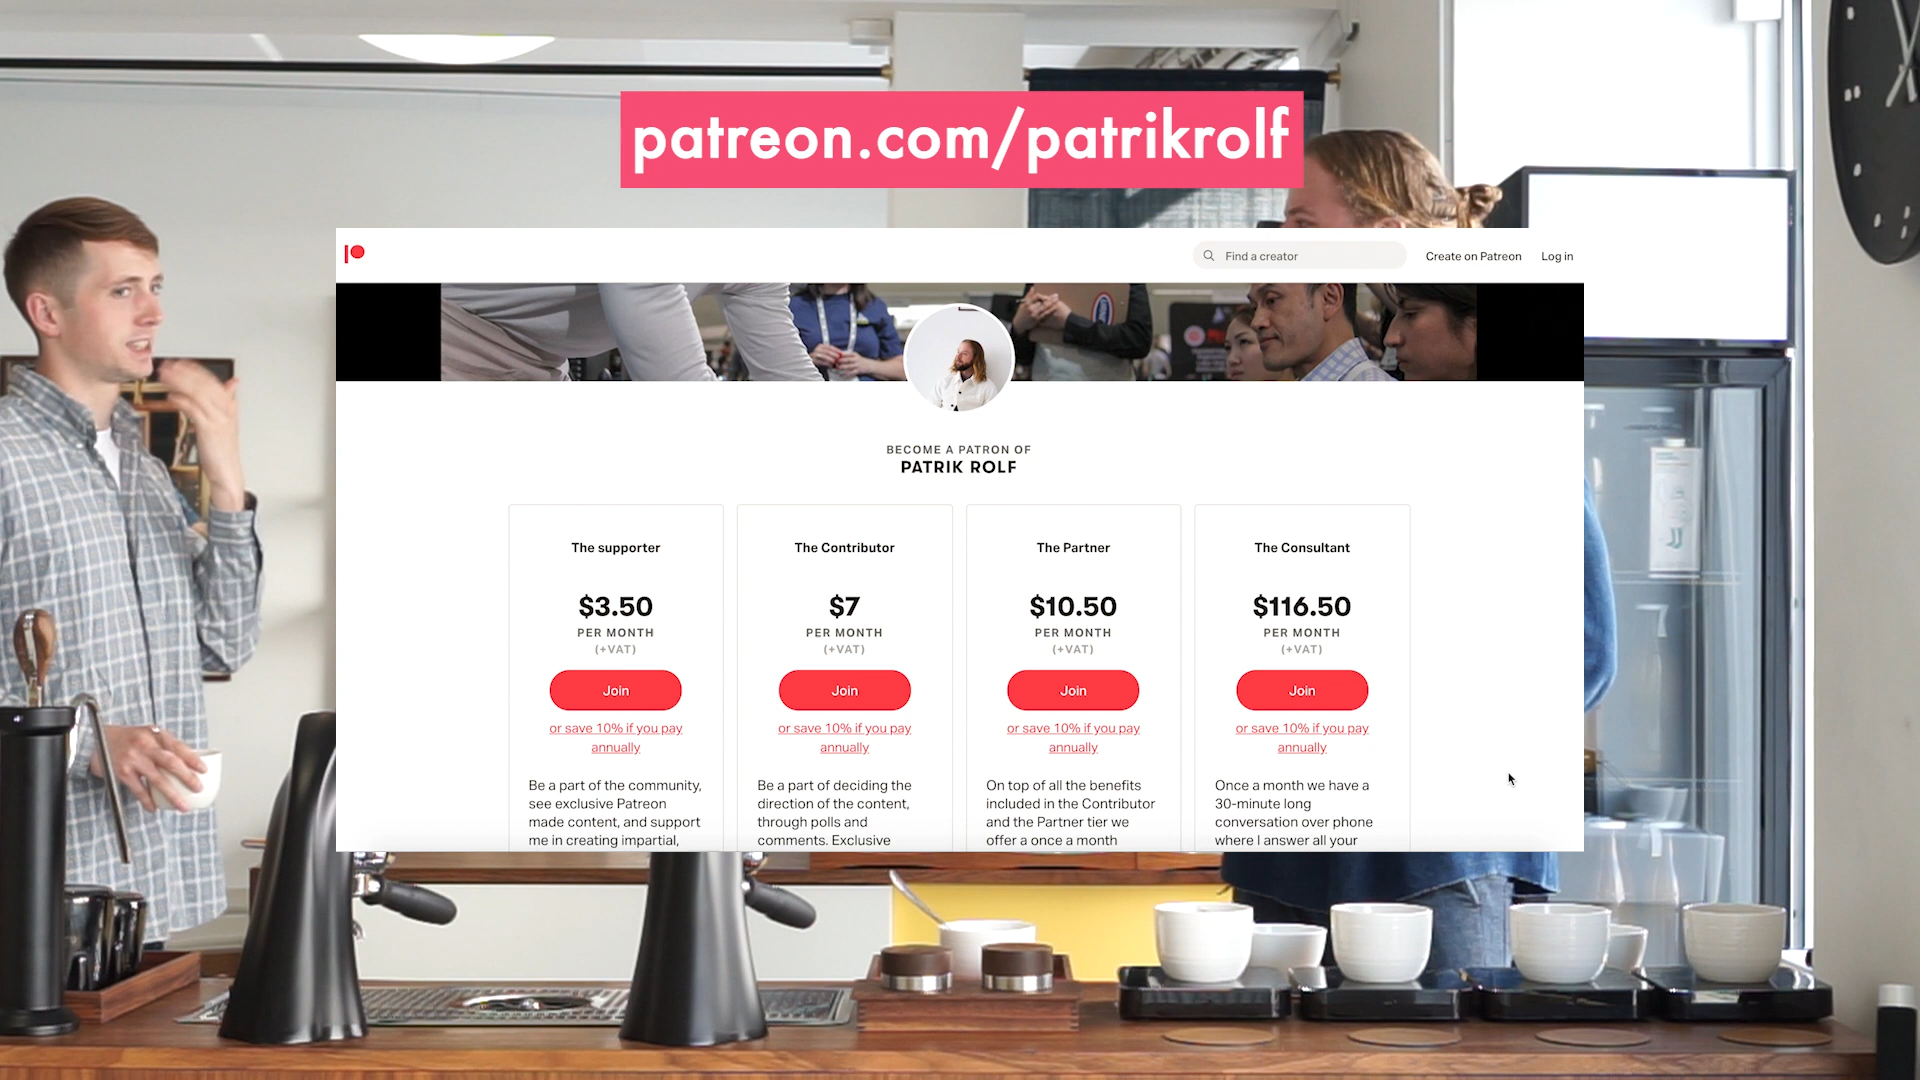 patreon.com/patrikrolf
Find a creator
Create on Patreon
Log in
BECOME A PATRON OF
PATRIK ROLF
The supporter
$3.50
PER MONTH
(+VAT)
Join
or save 10% if you pay
annually
Be a part of the community,
see exclusive Patreon
made content, and support
me in creating impartial,
The Contributor
$7
PER MONTH
(+VAT)
Join
or save 10% if you pay
annually
Be a part of deciding the
direction of the content,
through polls and
comments. Exclusive
The Partner
$10.50
PER MONTH
(+VAT)
Join
or save 10% if you pay
annually
On top of all the benefits
included in the Contributor
and the Partner tier we
offer a once a month
The Consultant
$116.50
PER MONTH
(+VAT)
Join
or save 10% if you pay
annually
Once a month we have a
30-minute long
conversation over phone
where I answer all your